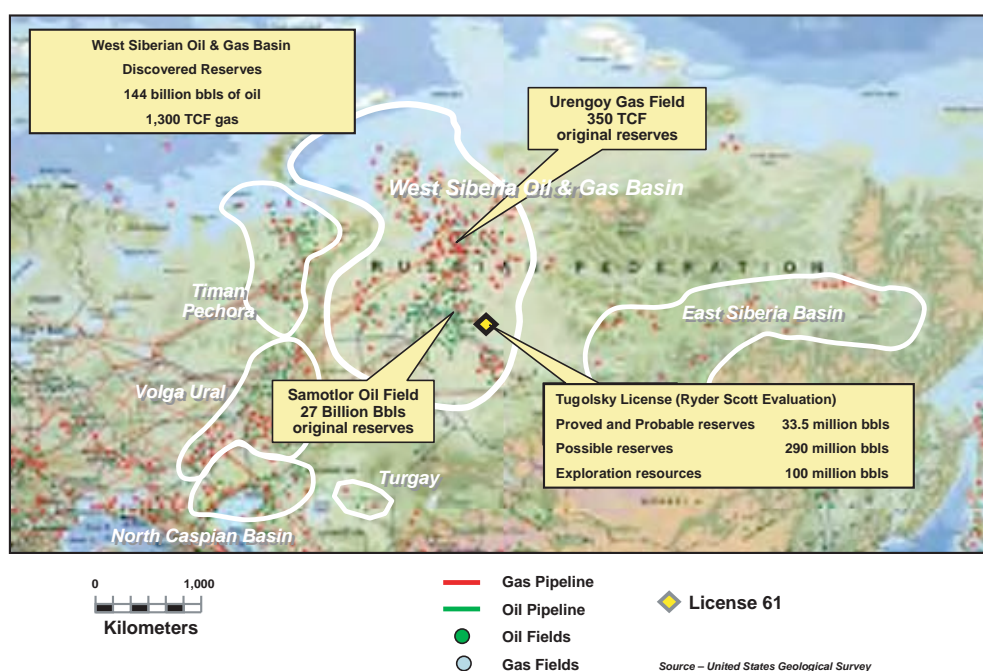 West Siberian Oil & Gas Basin
Discovered Reserves
144 billion bbls of oil
1,300 TCF gas
Urengoy Gas Field
350 TCF
original reserves
West Siberia Oil & Gas Basin
RUSSIAN FEDERATION
Timan
Pechora
East Siberia Basin
Volga Ural
Samotlor Oil Field
27 Billion Bbls
original reserves
Tugolsky License (Ryder Scott Evaluation)
Proved and Probable reserves 33.5 million bbls
Possible reserves 290 million bbls
Exploration resources 100 million bbls
Turgay
North Caspian Basin
0 1,000
Kilometers
Gas Pipeline
Oil Pipeline
Oil Fields
Gas Fields
License 61
Source – United States Geological Survey